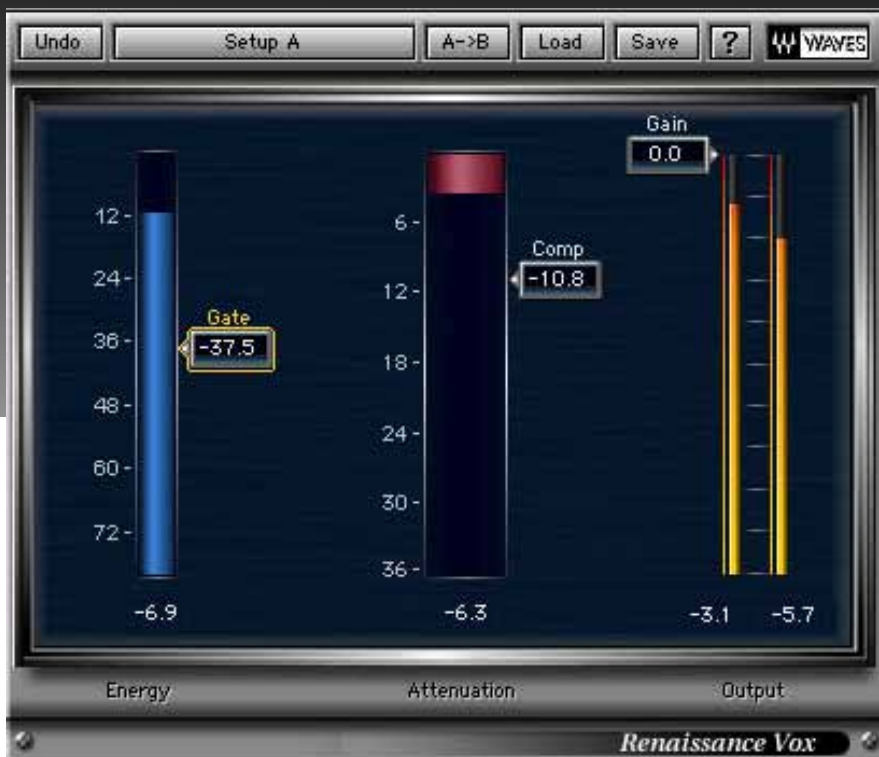 Undo
Setup A
A->B
Load
Save
?
WAVES
Gain
0.0
12-
6-
Comp
-10.8
24-
12-
Gate
-37.5
36-
18-
48-
24-
60-
30-
72-
36-
-6.9
-6.3
-3.1
-5.7
Energy
Attenuation
Output
Renaissance Vox